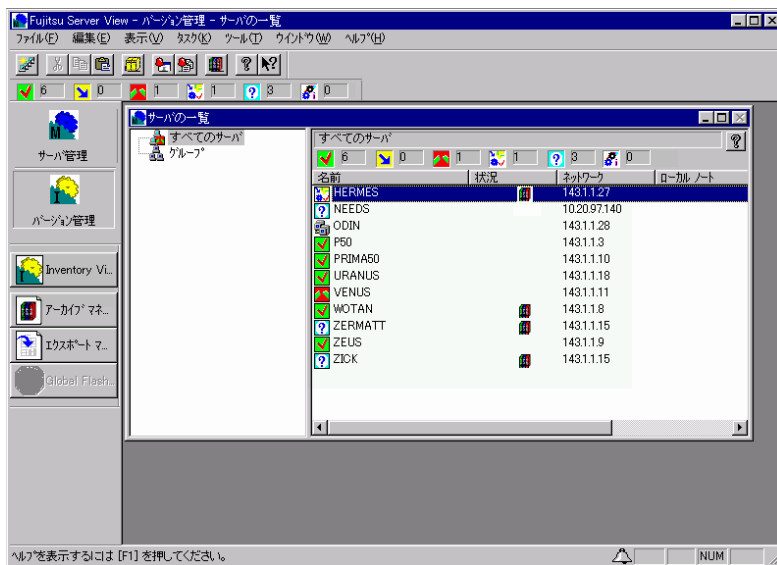 Fujitsu Server View - バージョン管理 - サーバの一覧
ファイル(F) 編集(E) 表示(V) タスク(K) ツール(T) ウインドウ(W) ヘルプ(H)
6 0 1 1 3 0
サーバ管理
バージョン管理
Inventory Vi...
アーカイブ マネ...
エクスポート マ...
Global Flash...
サーバの一覧
すべてのサーバ
グループ
すべてのサーバ
6 0 1 1 3 0
名前 状況 ネットワーク ローカル ノート
HERMES 143.1.1.27
NEEDS 10.20.97.140
ODIN 143.1.1.28
P50 143.1.1.3
PRIMA50 143.1.1.10
URANUS 143.1.1.18
VENUS 143.1.1.11
WOTAN 143.1.1.8
ZERMATT 143.1.1.15
ZEUS 143.1.1.9
ZICK 143.1.1.15
ヘルプを表示するには [F1] を押してください。 NUM